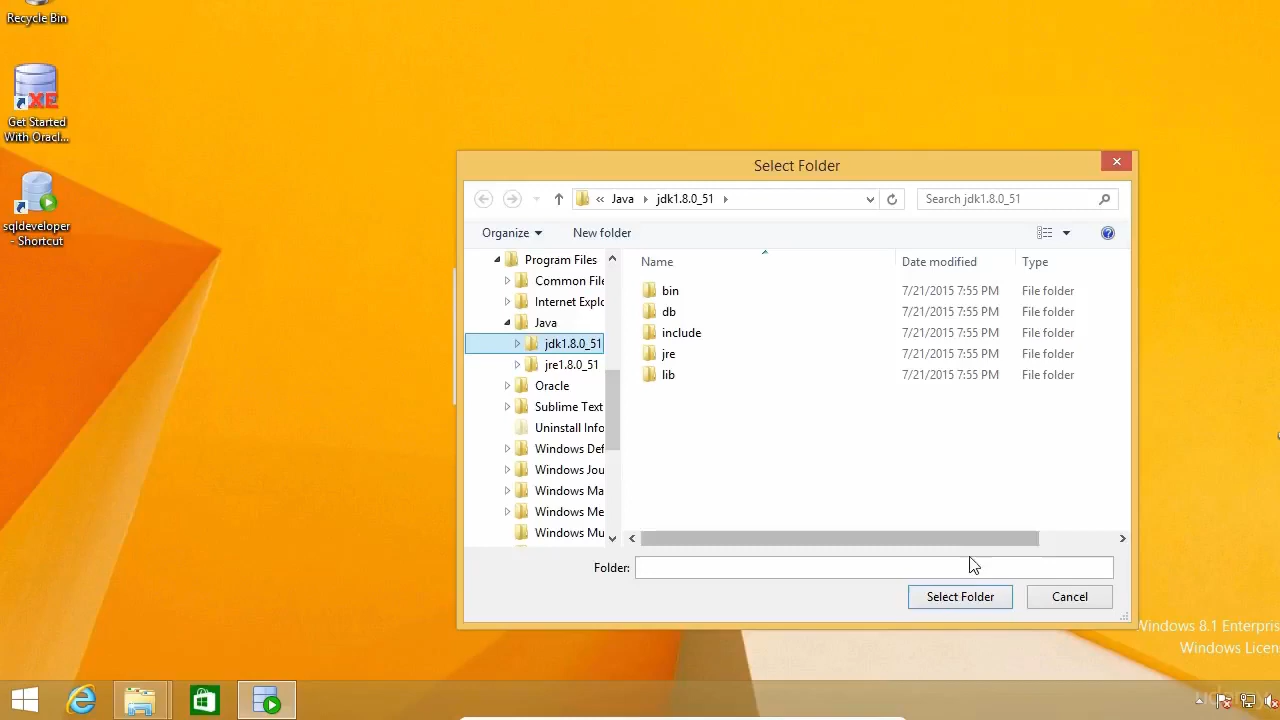 Recycle Bin
Get Started
With Oracl...
sqldeveloper
- Shortcut
Select Folder
« Java jdk1.8.0_51
Search jdk1.8.0_51
Organize New folder
Program Files
Common File
Internet Explo
Java
jdk1.8.0_51
jre1.8.0_51
Oracle
Sublime Text
Uninstall Info
Windows Def
Windows Jou
Windows Ma
Windows Me
Windows Mu
Name Date modified Type
bin 7/21/2015 7:55 PM File folder
db 7/21/2015 7:55 PM File folder
include 7/21/2015 7:55 PM File folder
jre 7/21/2015 7:55 PM File folder
lib 7/21/2015 7:55 PM File folder
Folder:
Select Folder Cancel
Windows 8.1 Enterpris
Windows Licen
XE